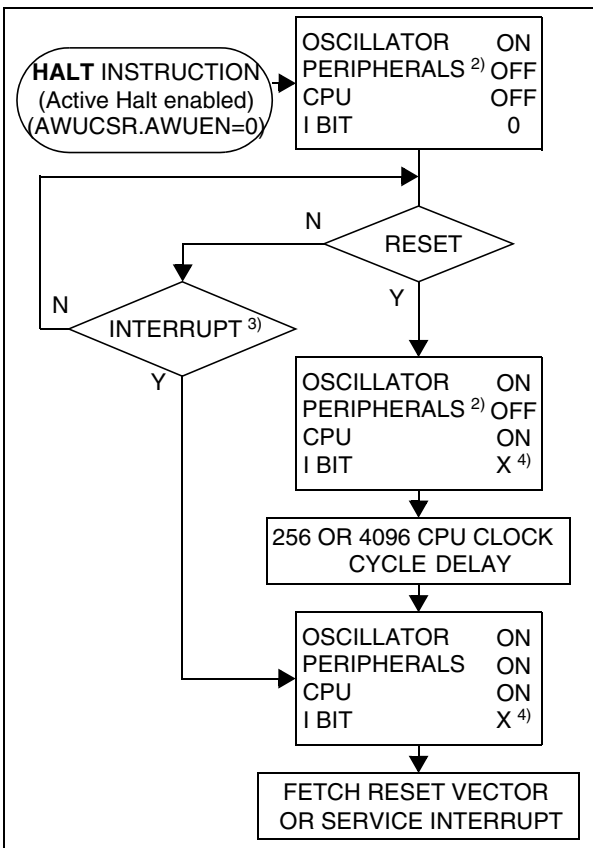 HALT INSTRUCTION
(Active Halt enabled)
(AWUCSR.AWUEN=0)
OSCILLATOR ON
PERIPHERALS 2) OFF
CPU OFF
I BIT 0
N
RESET
Y
N
INTERRUPT 3)
Y
OSCILLATOR ON
PERIPHERALS 2) OFF
CPU ON
I BIT X 4)
256 OR 4096 CPU CLOCK
CYCLE DELAY
OSCILLATOR ON
PERIPHERALS ON
CPU ON
I BIT X 4)
FETCH RESET VECTOR
OR SERVICE INTERRUPT